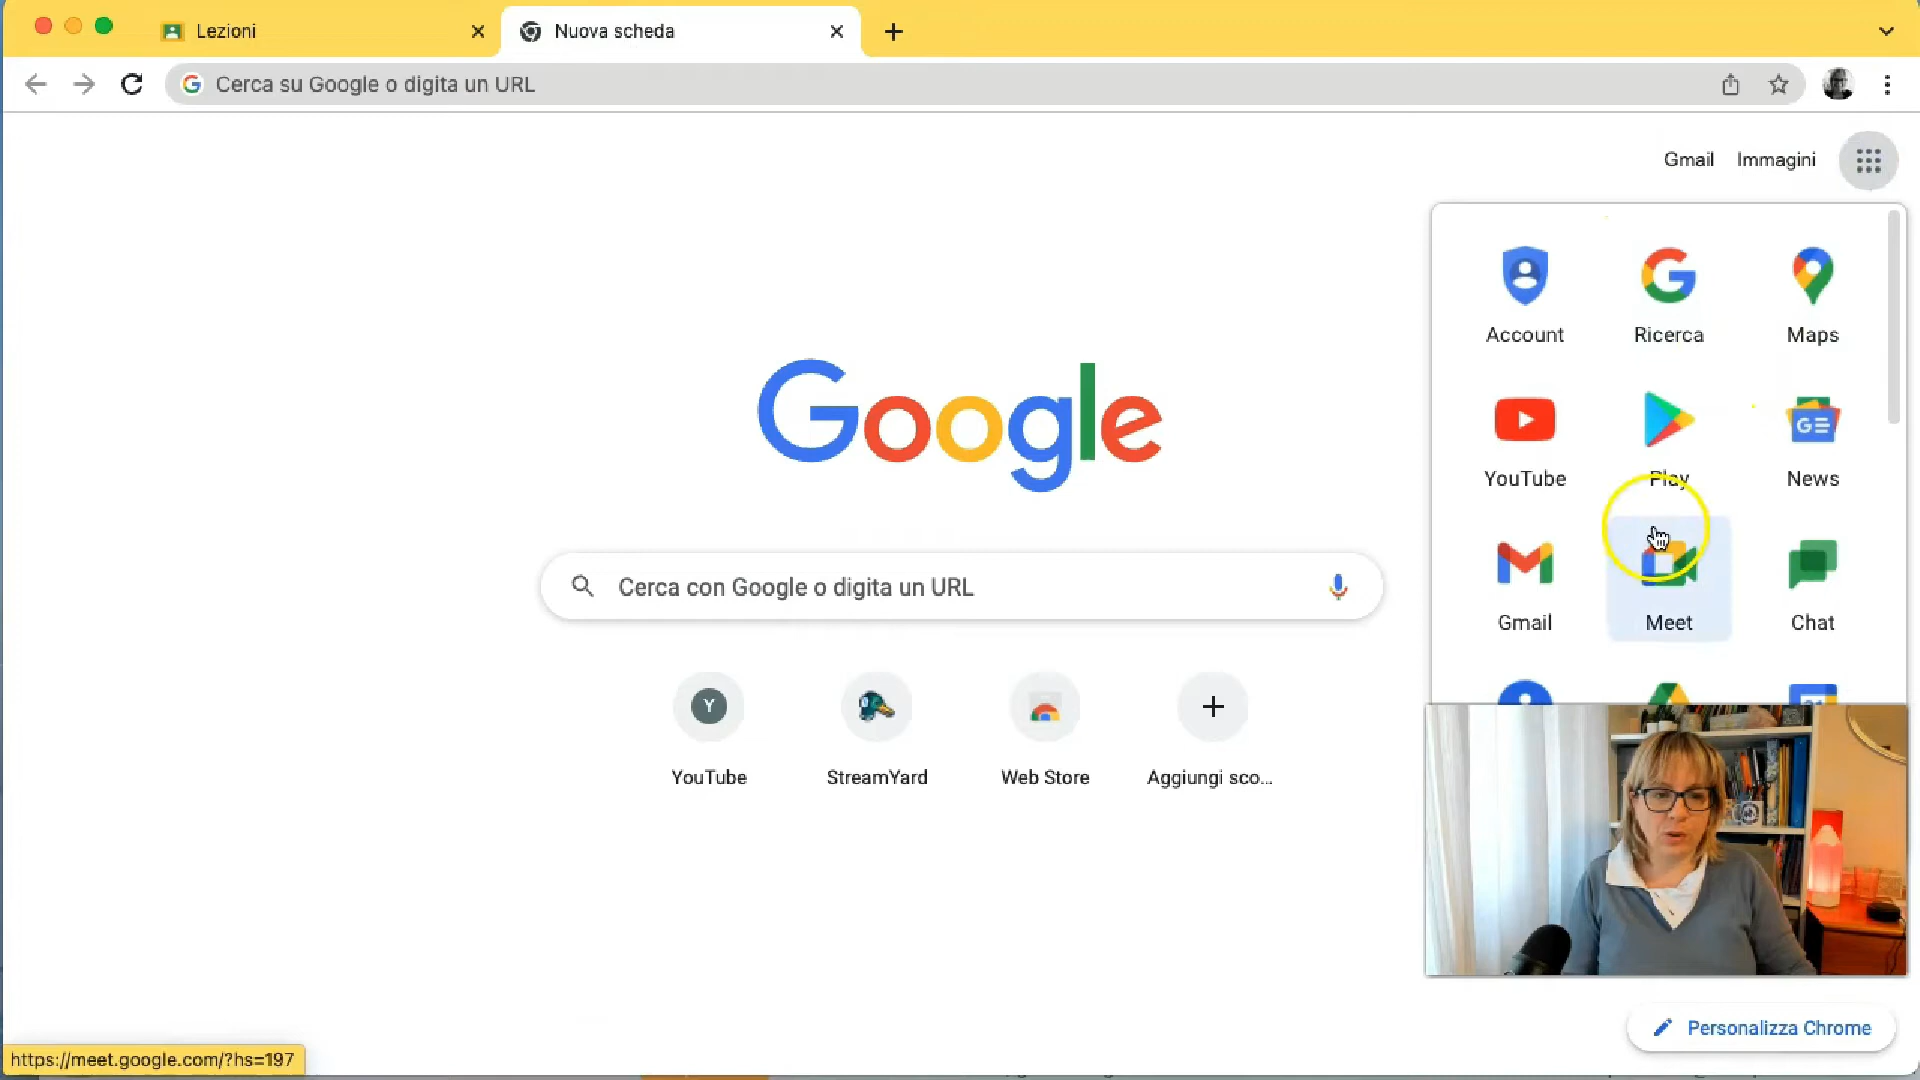 Lezioni
Nuova scheda
Cerca su Google o digita un URL
Gmail Immagini
Account Ricerca Maps
YouTube Play News
Gmail Meet Chat
Google
Cerca con Google o digita un URL
Y
YouTube StreamYard Web Store Aggiungi sco...
Personalizza Chrome
https://meet.google.com/?hs=197